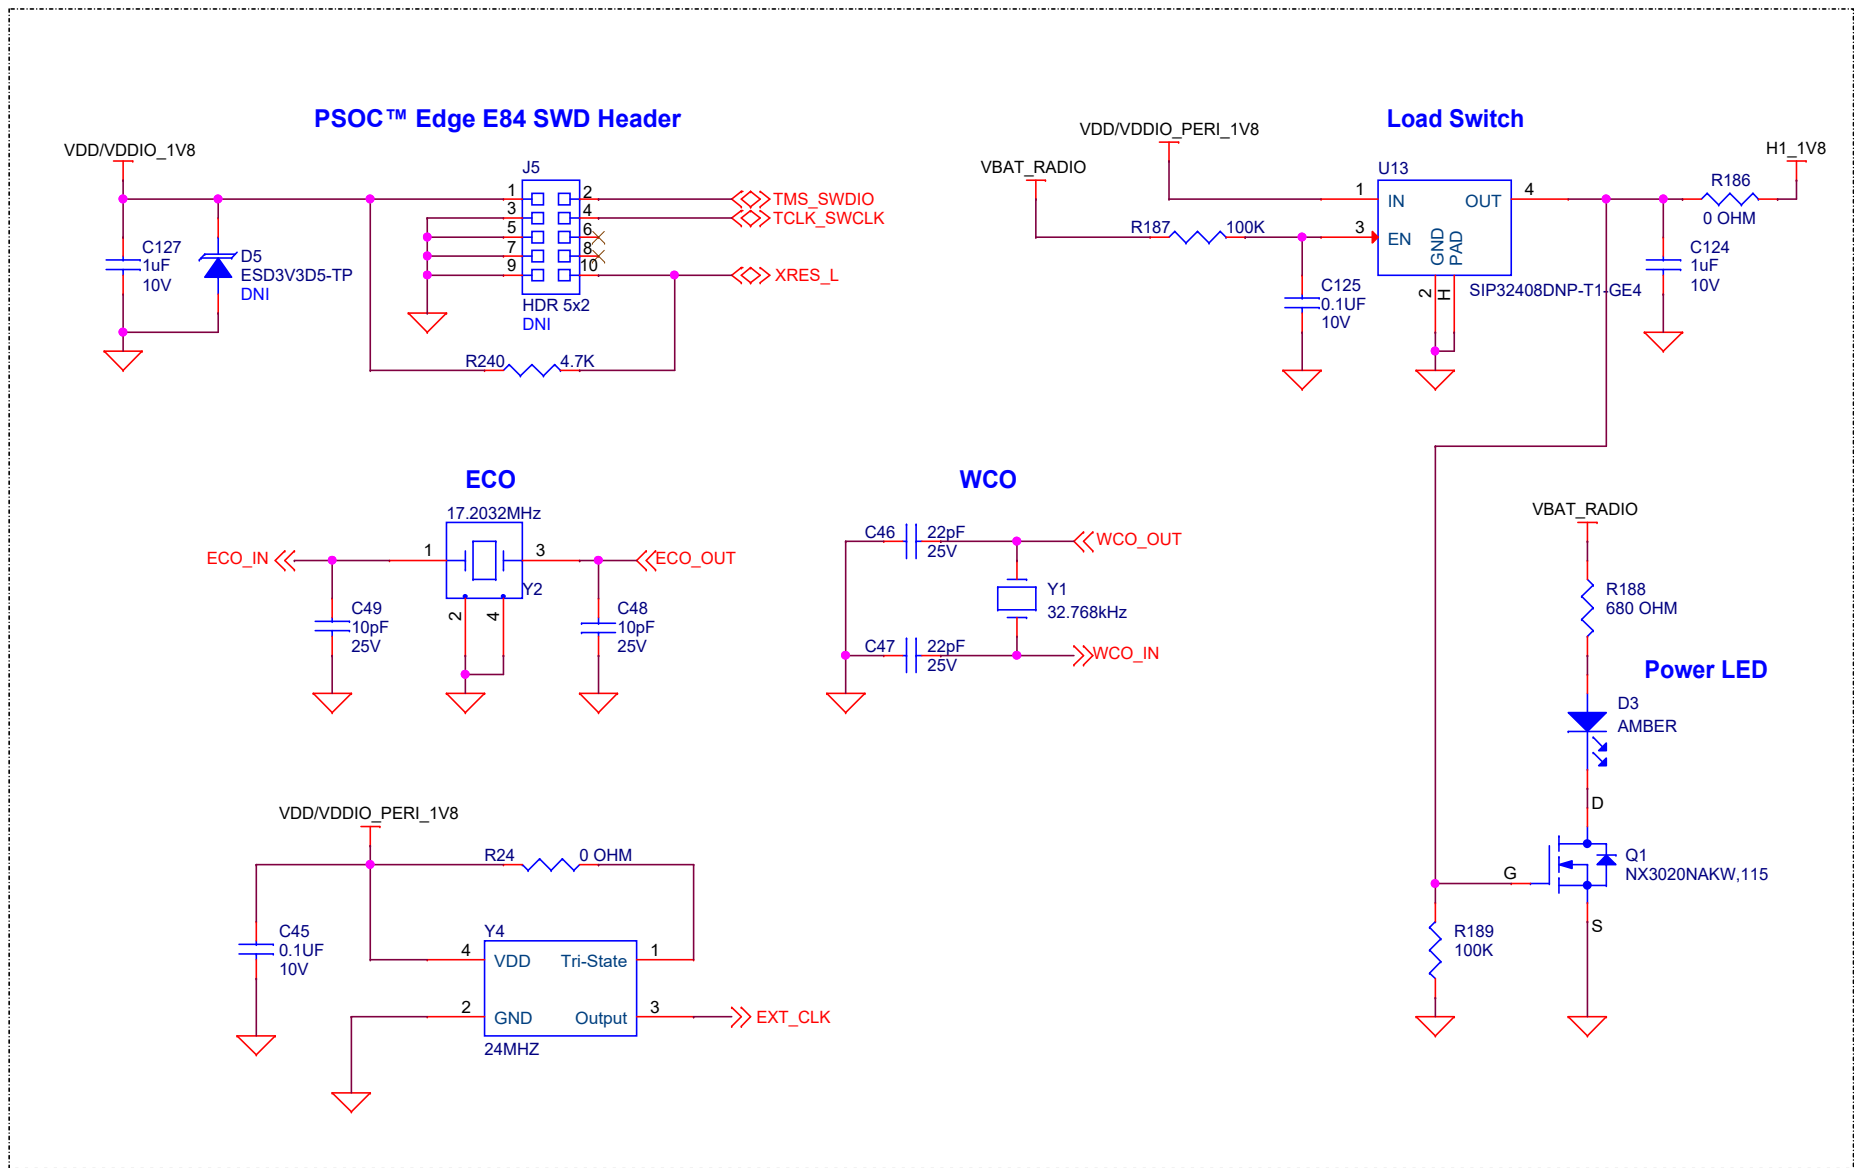 PSOC™ Edge E84 SWD Header
VDD/VDDIO_1V8
C127
1uF
10V
D5
ESD3V3D5-TP
DNI
J5
1
2
3
4
5
6
7
8
9
10
HDR 5x2
DNI
TMS_SWDIO
TCLK_SWCLK
XRES_L
R240
4.7K
Load Switch
VDD/VDDIO_PERI_1V8
VBAT_RADIO
R187
100K
C125
0.1UF
10V
U13
1
IN
OUT
4
3
EN
GND
PAD
2
H
SIP32408DNP-T1-GE4
H1_1V8
R186
0 OHM
C124
1uF
10V
ECO
17.2032MHz
ECO_IN
1
3
ECO_OUT
Y2
2
4
C49
10pF
25V
C48
10pF
25V
WCO
C46
22pF
25V
WCO_OUT
Y1
32.768kHz
C47
22pF
25V
WCO_IN
VBAT_RADIO
R188
680 OHM
Power LED
D3
AMBER
D
G
Q1
NX3020NAKW,115
S
R189
100K
VDD/VDDIO_PERI_1V8
R24
0 OHM
C45
0.1UF
10V
Y4
4
VDD
Tri-State
1
2
GND
Output
3
EXT_CLK
24MHZ